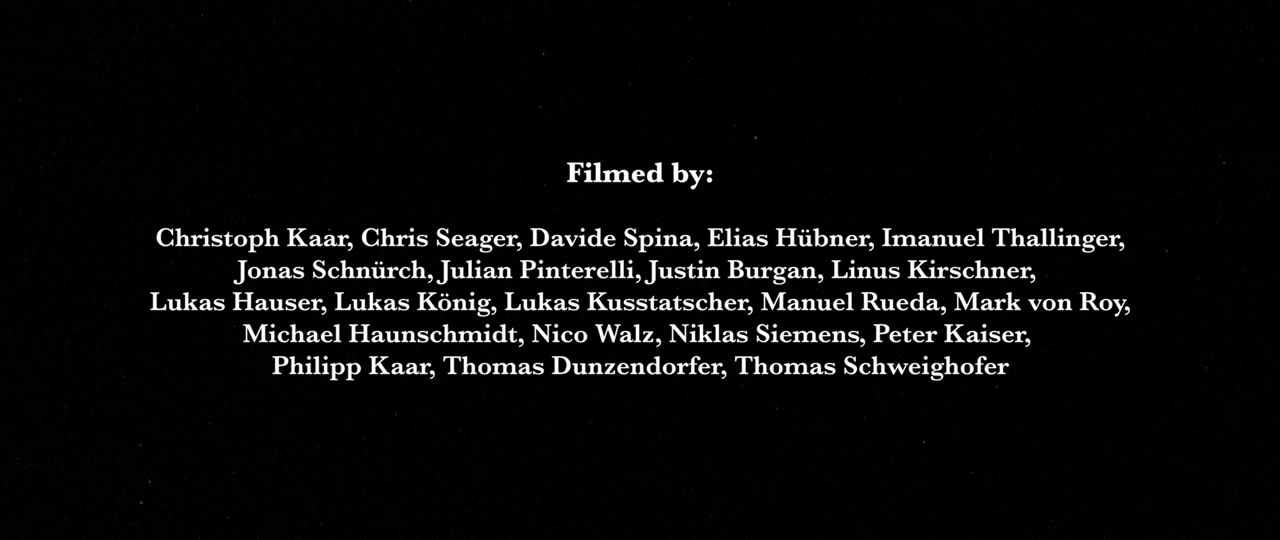 Filmed by:
Christoph Kaar, Chris Seager, Davide Spina, Elias Hübner, Imanuel Thallinger,
Jonas Schnürch, Julian Pinterelli, Justin Burgan, Linus Kirschner,
Lukas Hauser, Lukas König, Lukas Kusstatscher, Manuel Rueda, Mark von Roy,
Michael Haunschmidt, Nico Walz, Niklas Siemens, Peter Kaiser,
Philipp Kaar, Thomas Dunzendorfer, Thomas Schweighofer